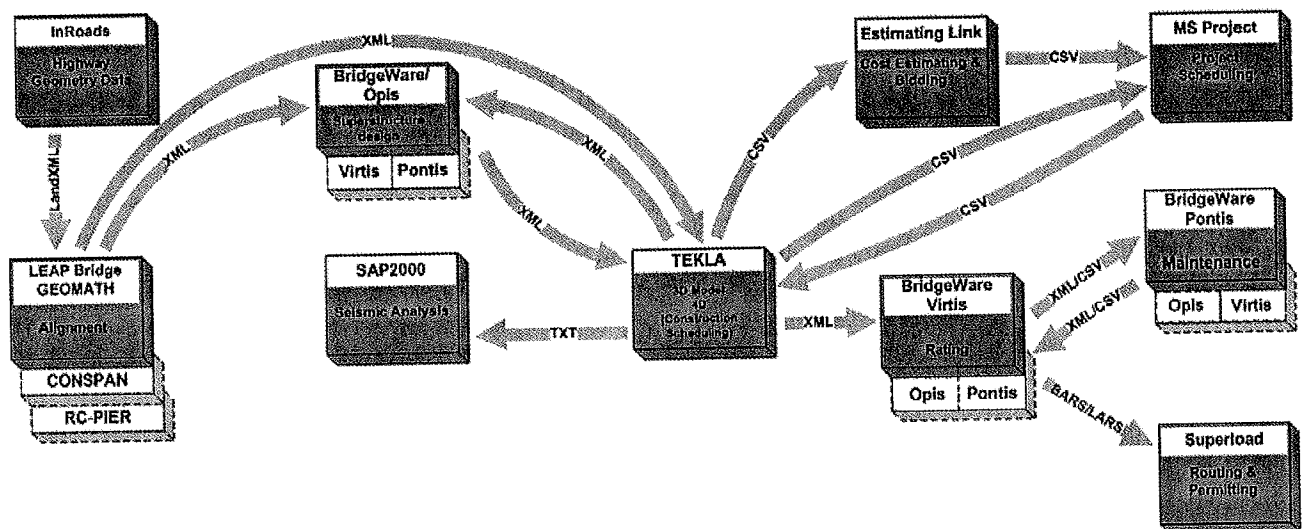 InRoads
Highway
Geometry Data
LandXML
LEAP Bridge
GEOMATH
Alignment
CONSPAN
RC-PIER
XML
XML
BridgeWare/
Opis
Superstructure
design
Virtis
Pontis
XML
XML
SAP2000
Seismic Analysis
TXT
TEKLA
3D Model
4D
(Construction
Scheduling)
CSV
Estimating Link
Cost Estimating &
Bidding
CSV
MS Project
Project
Scheduling
CSV
CSV
XML
BridgeWare
Virtis
Rating
Opis
Pontis
XML/CSV
XML/CSV
BridgeWare
Pontis
Maintenance
Opis
Virtis
BARS/LARS
Superload
Routing &
Permitting